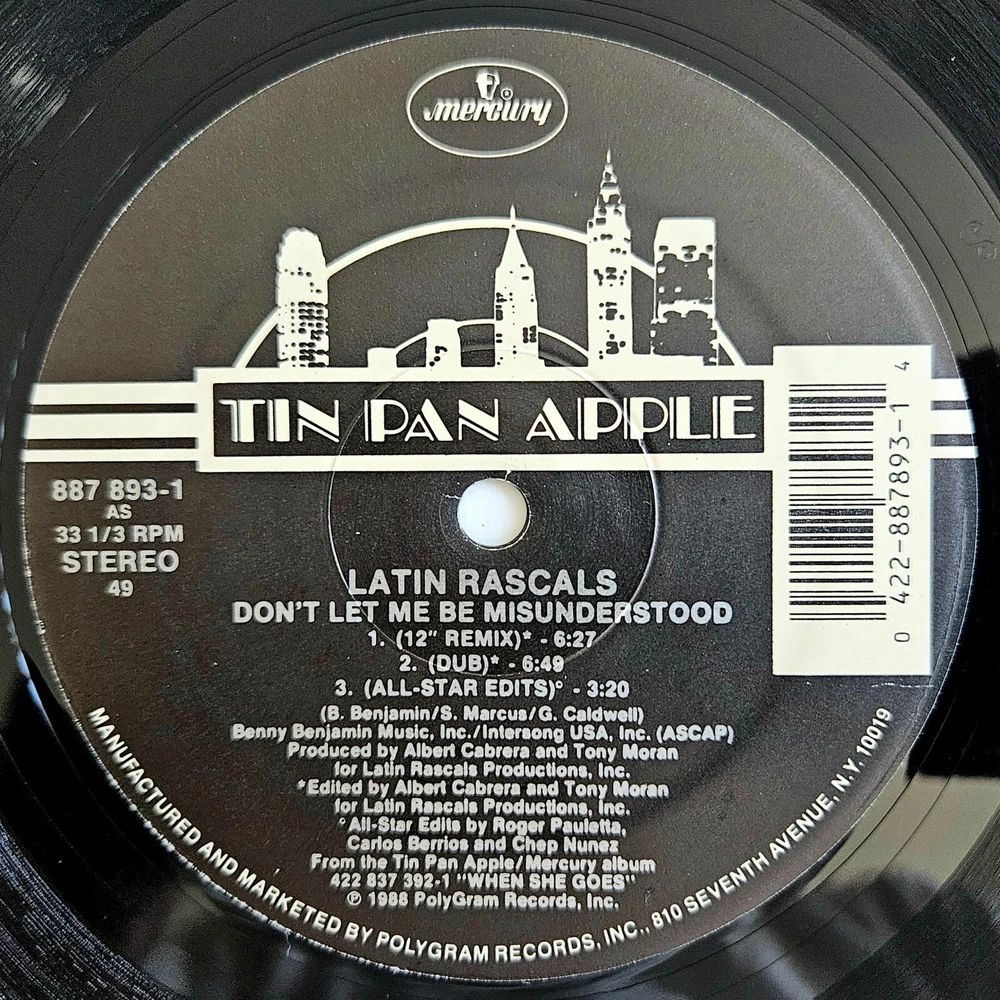 mercury
®
TIN PAN APPLE
887 893-1
AS
33 1/3 RPM
STEREO
49
0 422-887893-1 4
LATIN RASCALS
DON'T LET ME BE MISUNDERSTOOD
1. (12" REMIX)* - 6:27
2. (DUB)* - 6:49
3. (ALL-STAR EDITS)° - 3:20
(B. Benjamin/S. Marcus/G. Caldwell)
Benny Benjamin Music, Inc./Intersong USA, Inc. (ASCAP)
Produced by Albert Cabrera and Tony Moran
for Latin Rascals Productions, Inc.
*Edited by Albert Cabrera and Tony Moran
for Latin Rascals Productions, Inc.
°All-Star Edits by Roger Pauletta,
Carlos Berrios and Chep Nunez
From the Tin Pan Apple/Mercury album
422 837 392-1 "WHEN SHE GOES"
℗ 1988 PolyGram Records, Inc.
MANUFACTURED AND MARKETED BY POLYGRAM RECORDS, INC., 810 SEVENTH AVENUE, N.Y. 10019